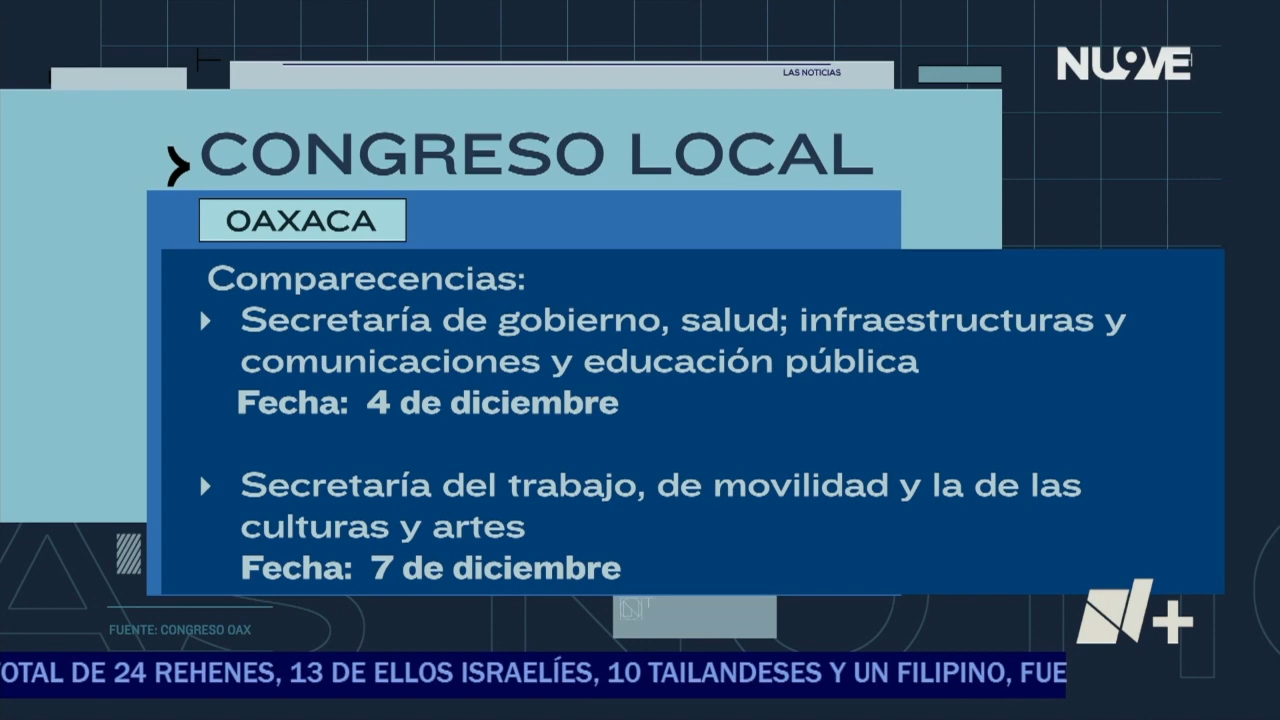 NU9VE
LAS NOTICIAS
CONGRESO LOCAL
OAXACA
Comparecencias:
Secretaría de gobierno, salud; infraestructuras y
comunicaciones y educación pública
Fecha: 4 de diciembre
Secretaría del trabajo, de movilidad y la de las
culturas y artes
Fecha: 7 de diciembre
FUENTE: CONGRESO OAX
N+
OTAL DE 24 REHENES, 13 DE ELLOS ISRAELÍES, 10 TAILANDESES Y UN FILIPINO, FUE